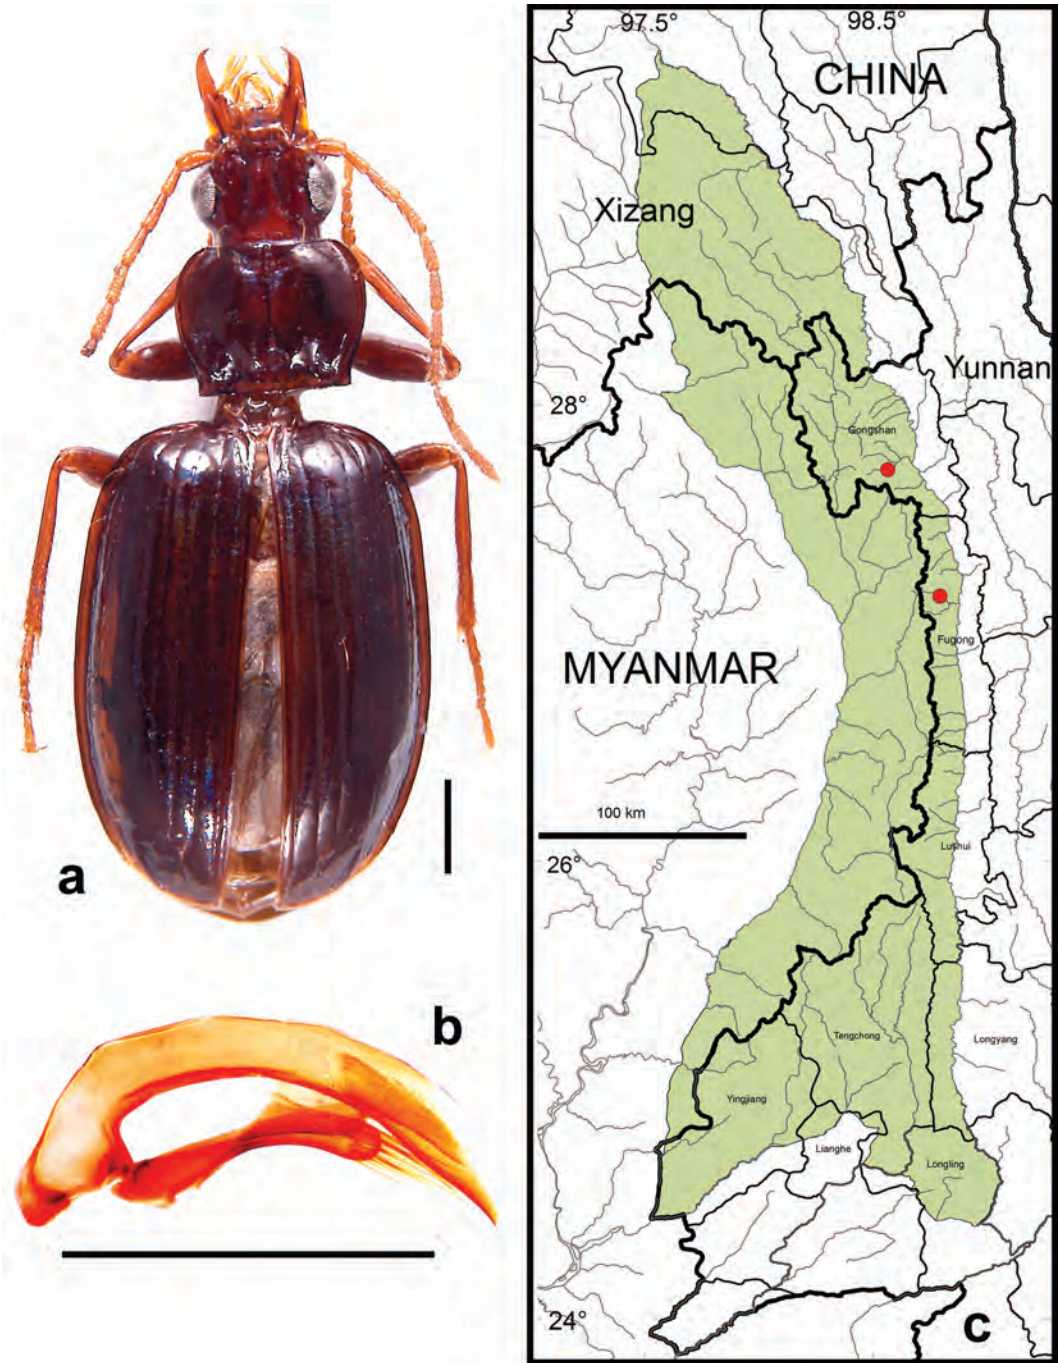 a
b
97.5°
98.5°
CHINA
Xizang
Yunnan
28°
Gongshan
Fugong
MYANMAR
100 km
Lushui
26°
Tengchong
Longyang
Yingjiang
Lianghe
Longling
24°
c